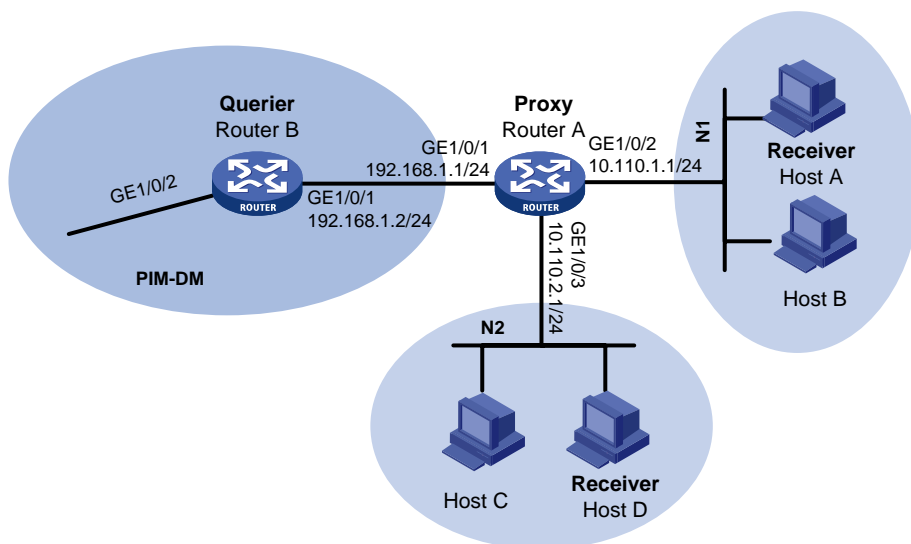 Querier
Router B
GE1/0/2
ROUTER
GE1/0/1
192.168.1.2/24
PIM-DM
Proxy
Router A
GE1/0/1
192.168.1.1/24
ROUTER
GE1/0/2
10.110.1.1/24
GE1/0/3
10.110.2.1/24
N1
Receiver
Host A
Host B
N2
Host C
Receiver
Host D